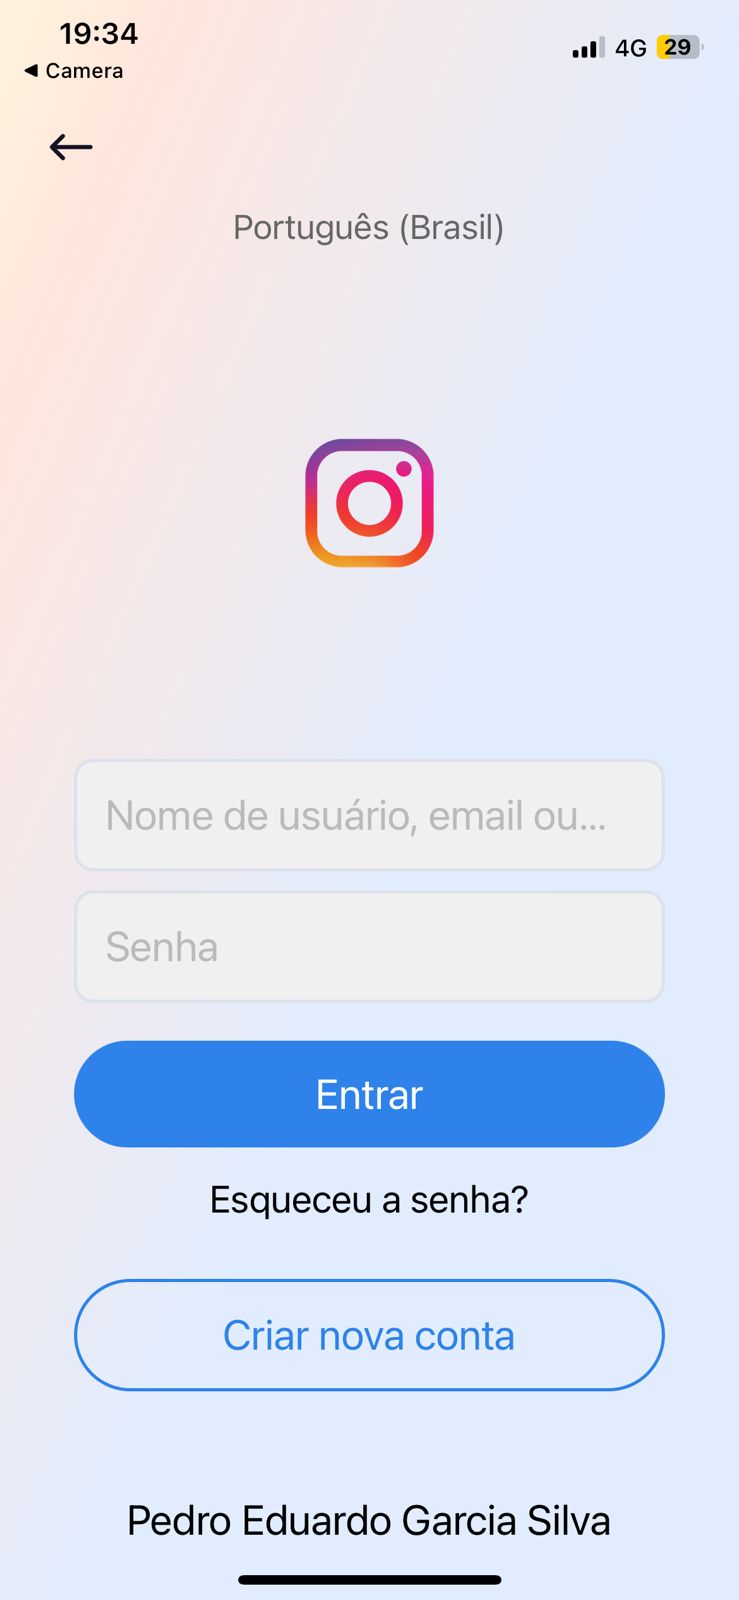 19:34
4G
29
◀ Camera
Português (Brasil)
Nome de usuário, email ou...
Senha
Entrar
Esqueceu a senha?
Criar nova conta
Pedro Eduardo Garcia Silva